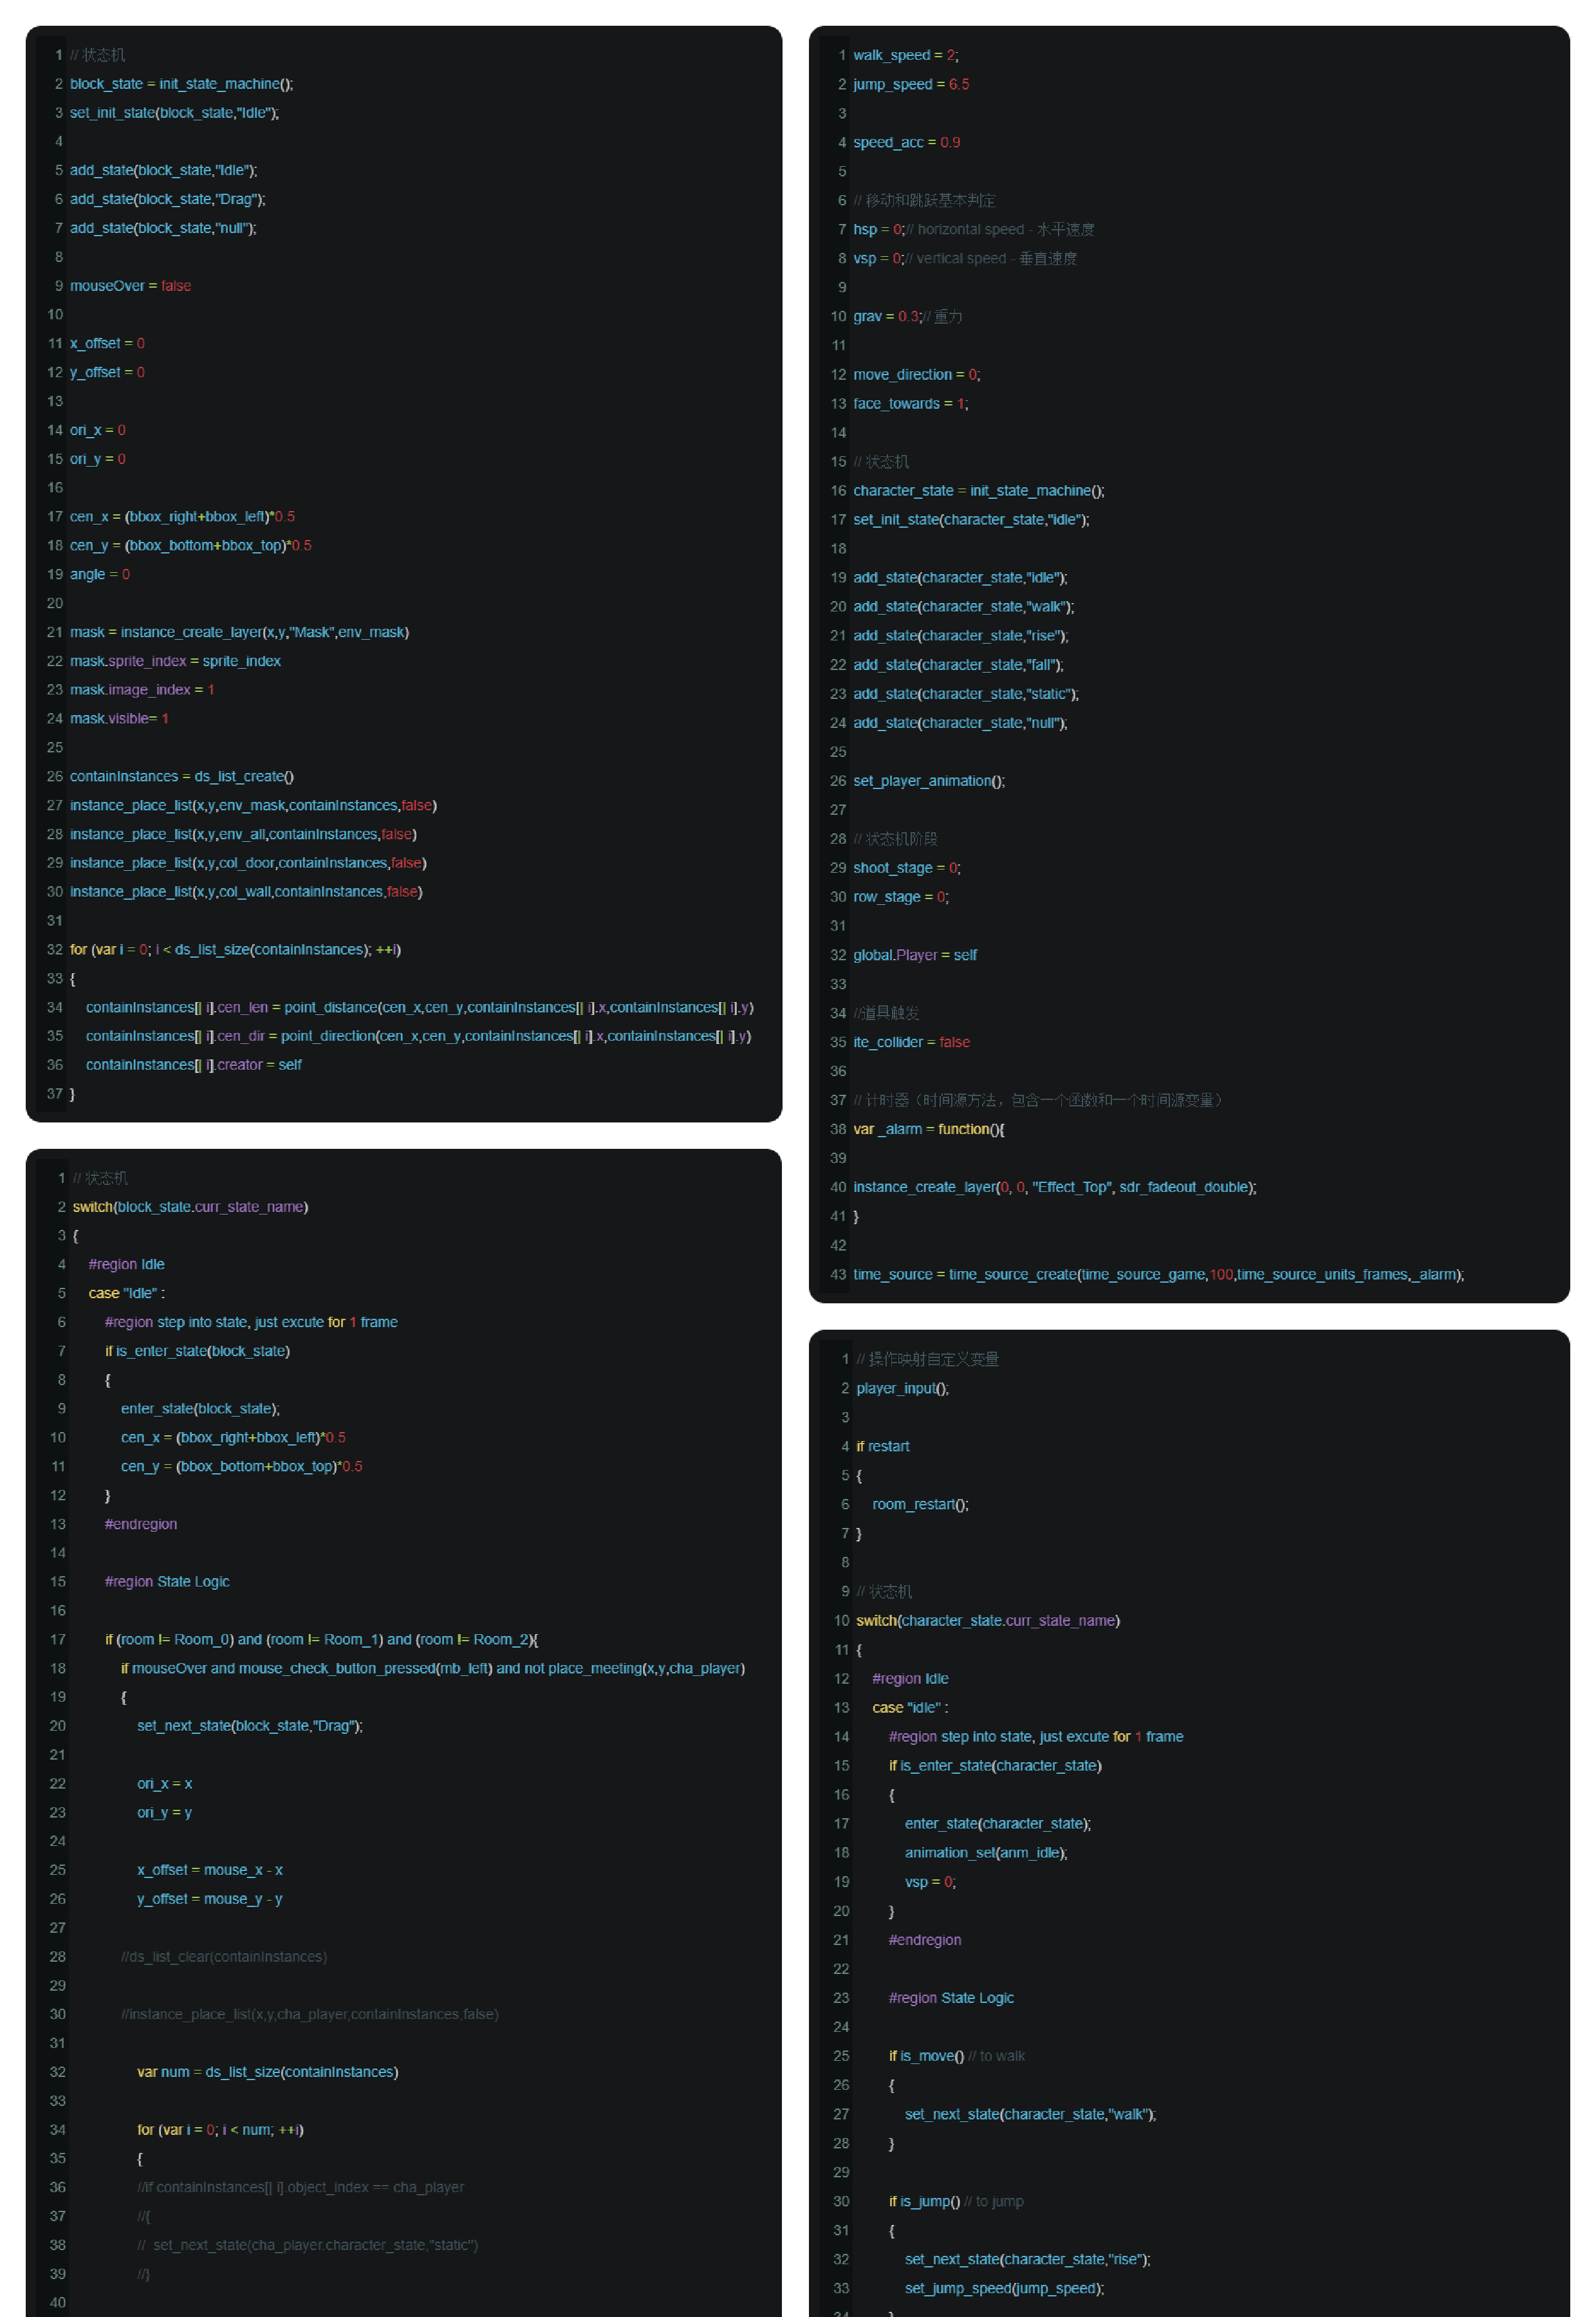 1 // 状态机
2 block_state = init_state_machine();
3 set_init_state(block_state,"Idle");
4
5 add_state(block_state,"Idle");
6 add_state(block_state,"Drag");
7 add_state(block_state,"null");
8
9 mouseOver = false
10
11 x_offset = 0
12 y_offset = 0
13
14 ori_x = 0
15 ori_y = 0
16
17 cen_x = (bbox_right+bbox_left)*0.5
18 cen_y = (bbox_bottom+bbox_top)*0.5
19 angle = 0
20
21 mask = instance_create_layer(x,y,"Mask",env_mask)
22 mask.sprite_index = sprite_index
23 mask.image_index = 1
24 mask.visible= 1
25
26 containInstances = ds_list_create()
27 instance_place_list(x,y,env_mask,containInstances,false)
28 instance_place_list(x,y,env_all,containInstances,false)
29 instance_place_list(x,y,col_door,containInstances,false)
30 instance_place_list(x,y,col_wall,containInstances,false)
31
32 for (var i = 0; i < ds_list_size(containInstances); ++i)
33 {
34 containInstances[| i].cen_len = point_distance(cen_x,cen_y,containInstances[| i].x,containInstances[| i].y)
35 containInstances[| i].cen_dir = point_direction(cen_x,cen_y,containInstances[| i].x,containInstances[| i].y)
36 containInstances[| i].creator = self
37 }
1 // 状态机
2 switch(block_state.curr_state_name)
3 {
4 #region Idle
5 case "Idle" :
6 #region step into state, just excute for 1 frame
7 if is_enter_state(block_state)
8 {
9 enter_state(block_state);
10 cen_x = (bbox_right+bbox_left)*0.5
11 cen_y = (bbox_bottom+bbox_top)*0.5
12 }
13 #endregion
14
15 #region State Logic
16
17 if (room != Room_0) and (room != Room_1) and (room != Room_2){
18 if mouseOver and mouse_check_button_pressed(mb_left) and not place_meeting(x,y,cha_player)
19 {
20 set_next_state(block_state,"Drag");
21
22 ori_x = x
23 ori_y = y
24
25 x_offset = mouse_x - x
26 y_offset = mouse_y - y
27
28 //ds_list_clear(containInstances)
29
30 //instance_place_list(x,y,cha_player,containInstances,false)
31
32 var num = ds_list_size(containInstances)
33
34 for (var i = 0; i < num; ++i)
35 {
36 //if containInstances[| i].object_index == cha_player
37 //{
38 // set_next_state(cha_player.character_state,"static")
39 //}
40
1 walk_speed = 2;
2 jump_speed = 6.5
3
4 speed_acc = 0.9
5
6 // 移动和跳跃基本判定
7 hsp = 0;// horizontal speed - 水平速度
8 vsp = 0;// vertical speed - 垂直速度
9
10 grav = 0.3;// 重力
11
12 move_direction = 0;
13 face_towards = 1;
14
15 // 状态机
16 character_state = init_state_machine();
17 set_init_state(character_state,"idle");
18
19 add_state(character_state,"idle");
20 add_state(character_state,"walk");
21 add_state(character_state,"rise");
22 add_state(character_state,"fall");
23 add_state(character_state,"static");
24 add_state(character_state,"null");
25
26 set_player_animation();
27
28 // 状态机阶段
29 shoot_stage = 0;
30 row_stage = 0;
31
32 global.Player = self
33
34 //道具触发
35 ite_collider = false
36
37 // 计时器（时间源方法，包含一个函数和一个时间源变量）
38 var _alarm = function(){
39
40 instance_create_layer(0, 0, "Effect_Top", sdr_fadeout_double);
41 }
42
43 time_source = time_source_create(time_source_game,100,time_source_units_frames,_alarm);
1 // 操作映射自定义变量
2 player_input();
3
4 if restart
5 {
6 room_restart();
7 }
8
9 // 状态机
10 switch(character_state.curr_state_name)
11 {
12 #region Idle
13 case "idle" :
14 #region step into state, just excute for 1 frame
15 if is_enter_state(character_state)
16 {
17 enter_state(character_state);
18 animation_set(anm_idle);
19 vsp = 0;
20 }
21 #endregion
22
23 #region State Logic
24
25 if is_move() // to walk
26 {
27 set_next_state(character_state,"walk");
28 }
29
30 if is_jump() // to jump
31 {
32 set_next_state(character_state,"rise");
33 set_jump_speed(jump_speed);